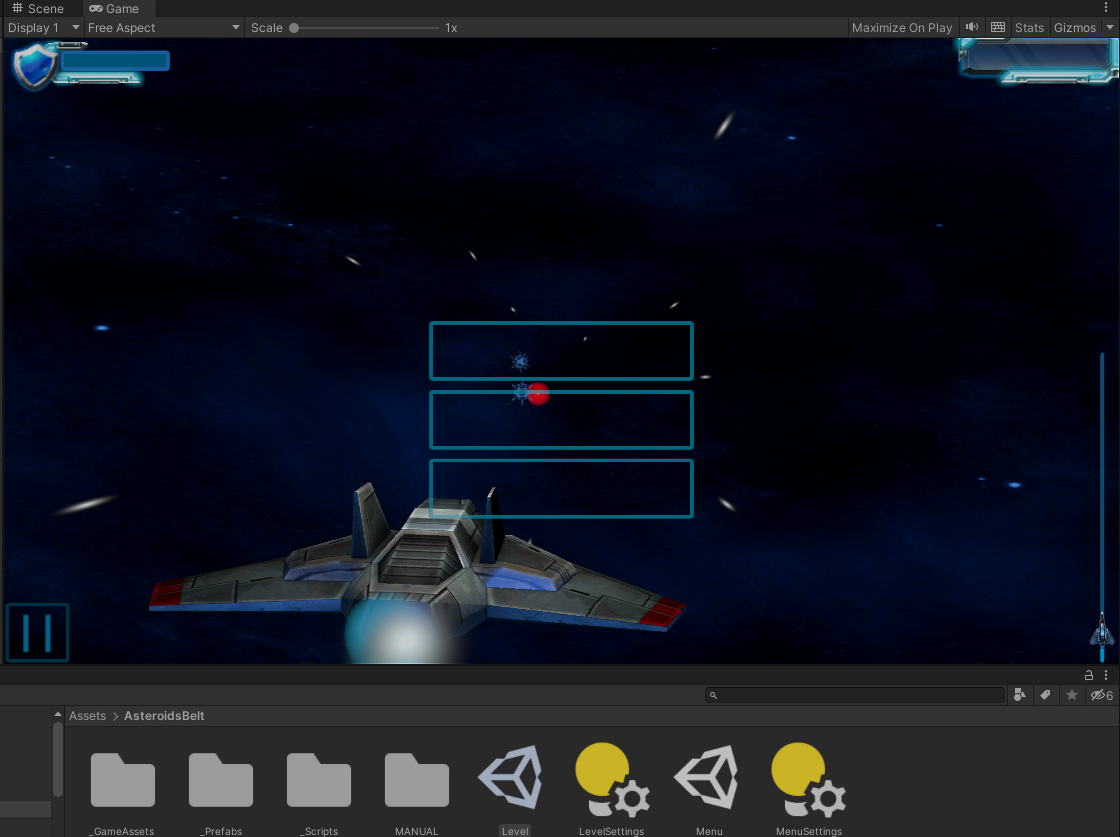 Scene Game
Display 1 Free Aspect Scale 1x Maximize On Play Stats Gizmos
6
Assets > AsteroidsBelt
_GameAssets _Prefabs _Scripts MANUAL Level LevelSettings Menu MenuSettings